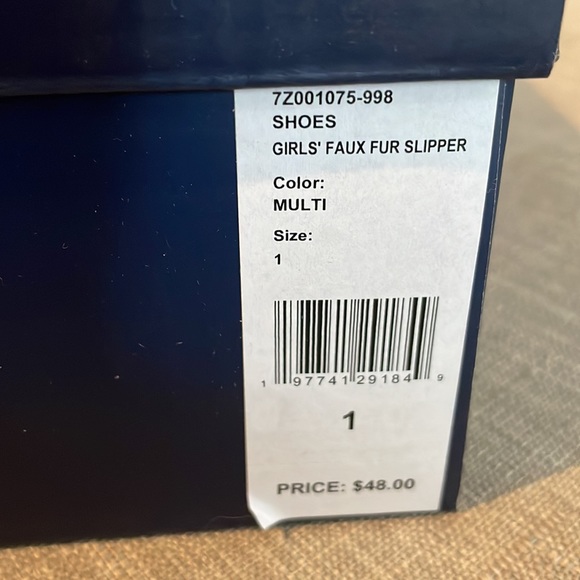 7Z001075-998
SHOES
GIRLS' FAUX FUR SLIPPER
Color:
MULTI
Size:
1
1 97741 29184 9
1
PRICE: $48.00